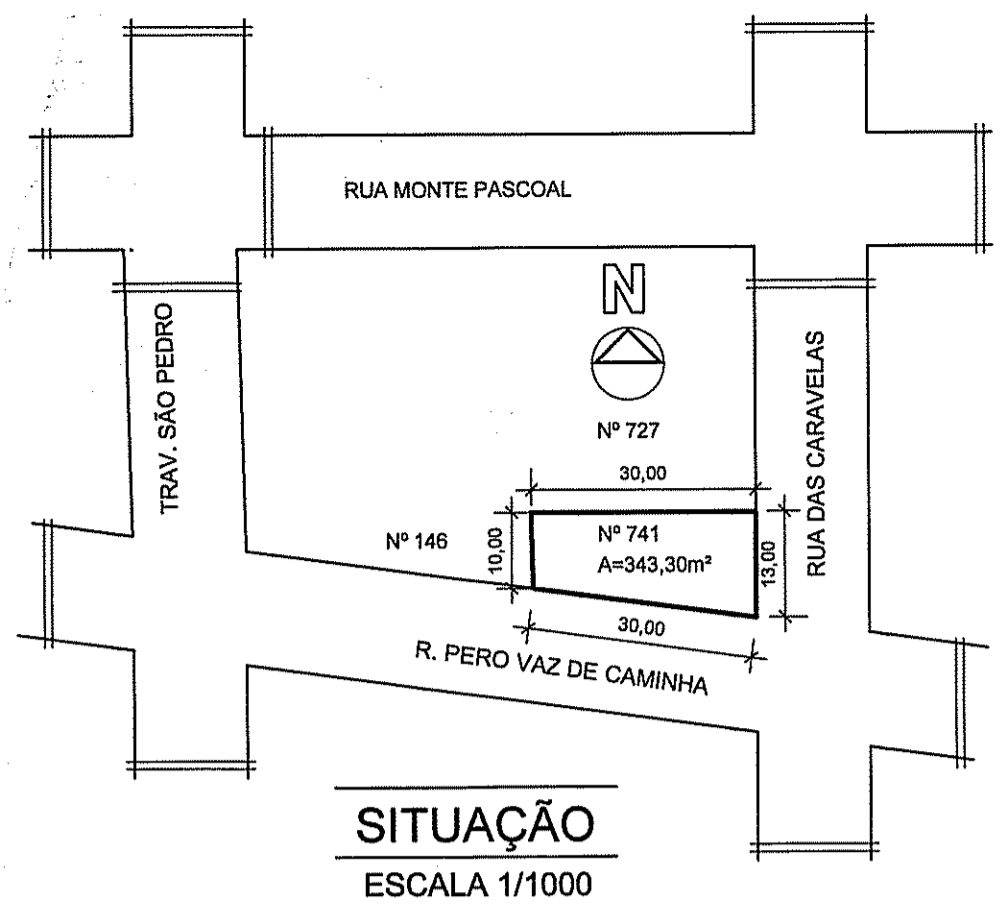 RUA MONTE PASCOAL
N
TRAV. SÃO PEDRO
RUA DAS CARAVELAS
Nº 727
30,00
Nº 146
10,00
Nº 741
A=343,30m²
13,00
30,00
R. PERO VAZ DE CAMINHA
SITUAÇÃO
ESCALA 1/1000